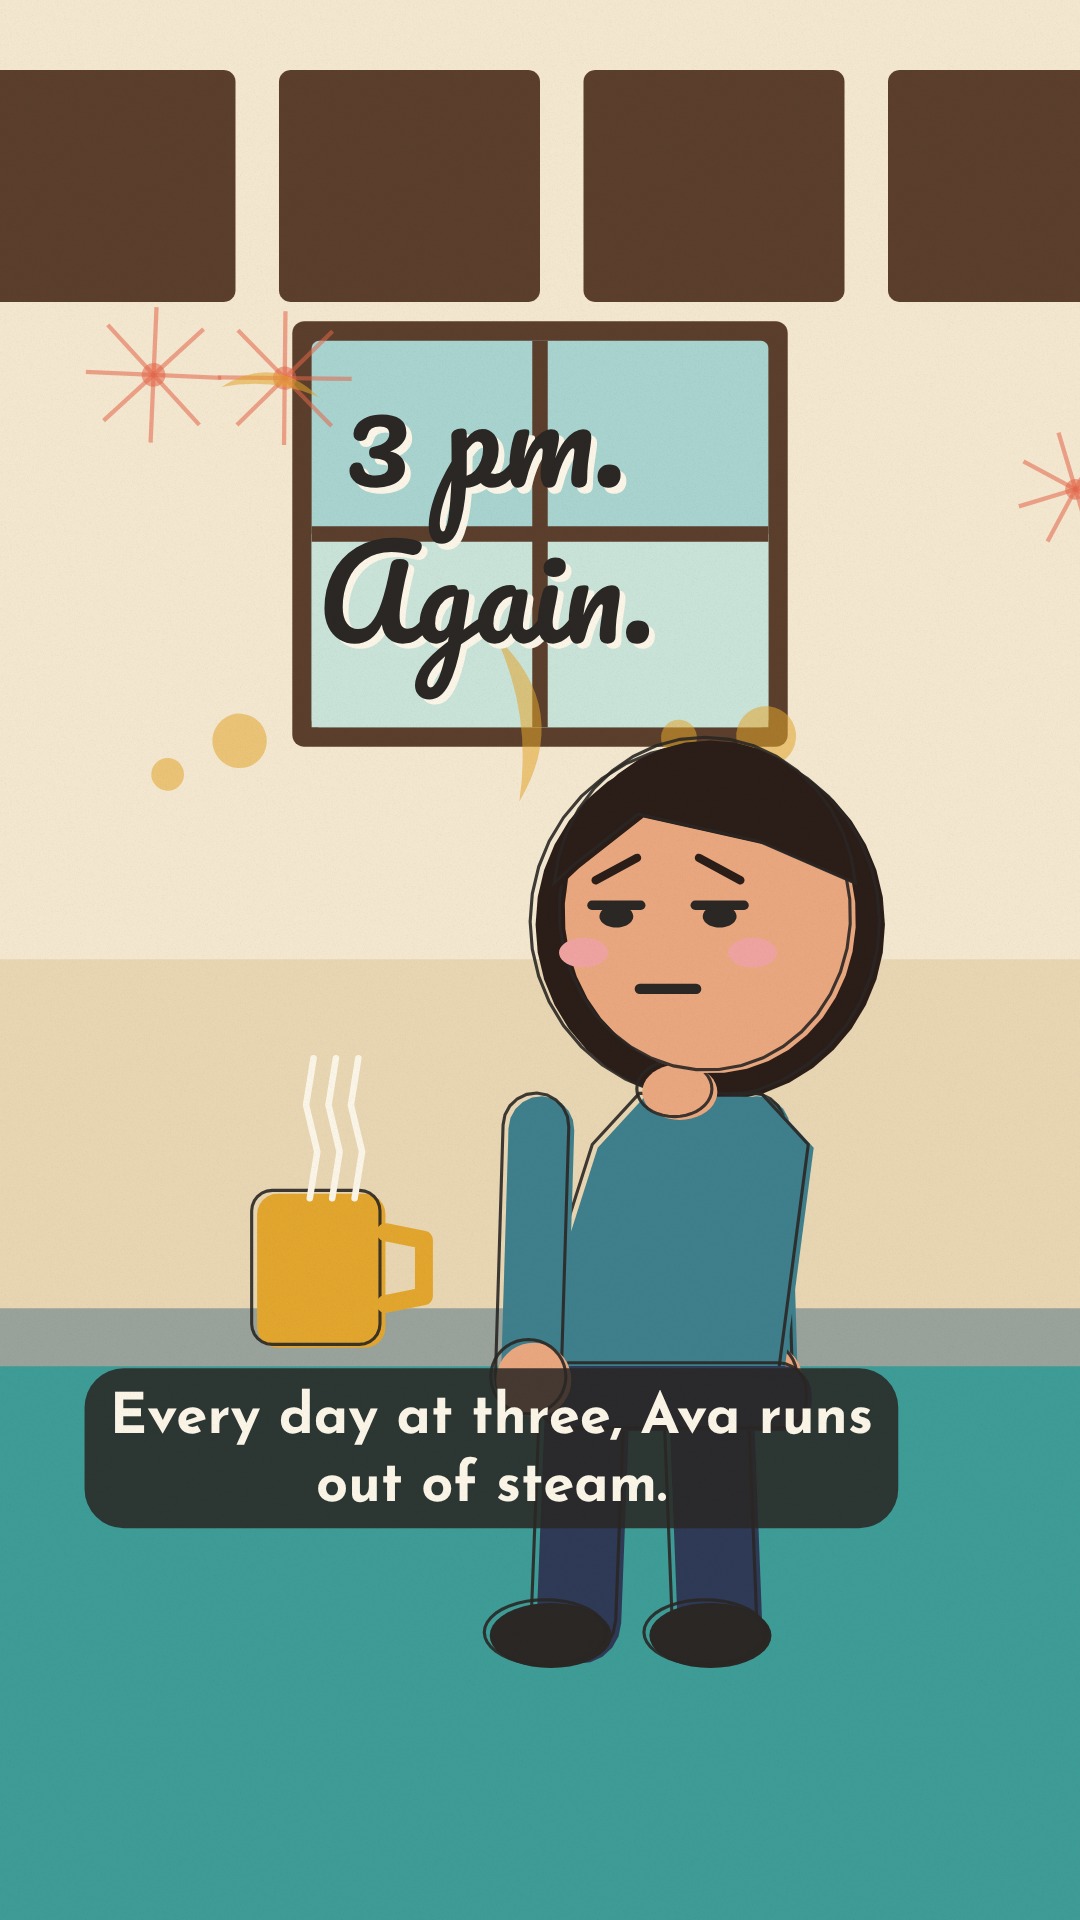 3 pm.
Again.
Every day at three, Ava runs
out of steam.